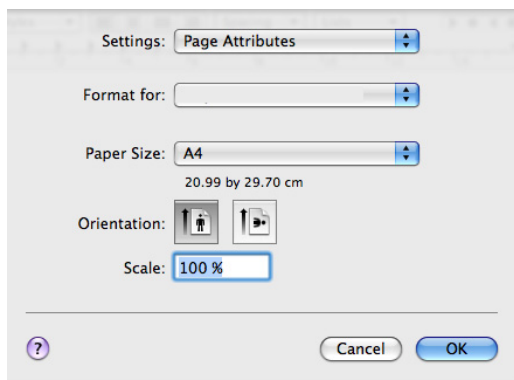 Settings: Page Attributes
Format for:
Paper Size: A4
20.99 by 29.70 cm
Orientation:
Scale: 100 %
?
Cancel OK